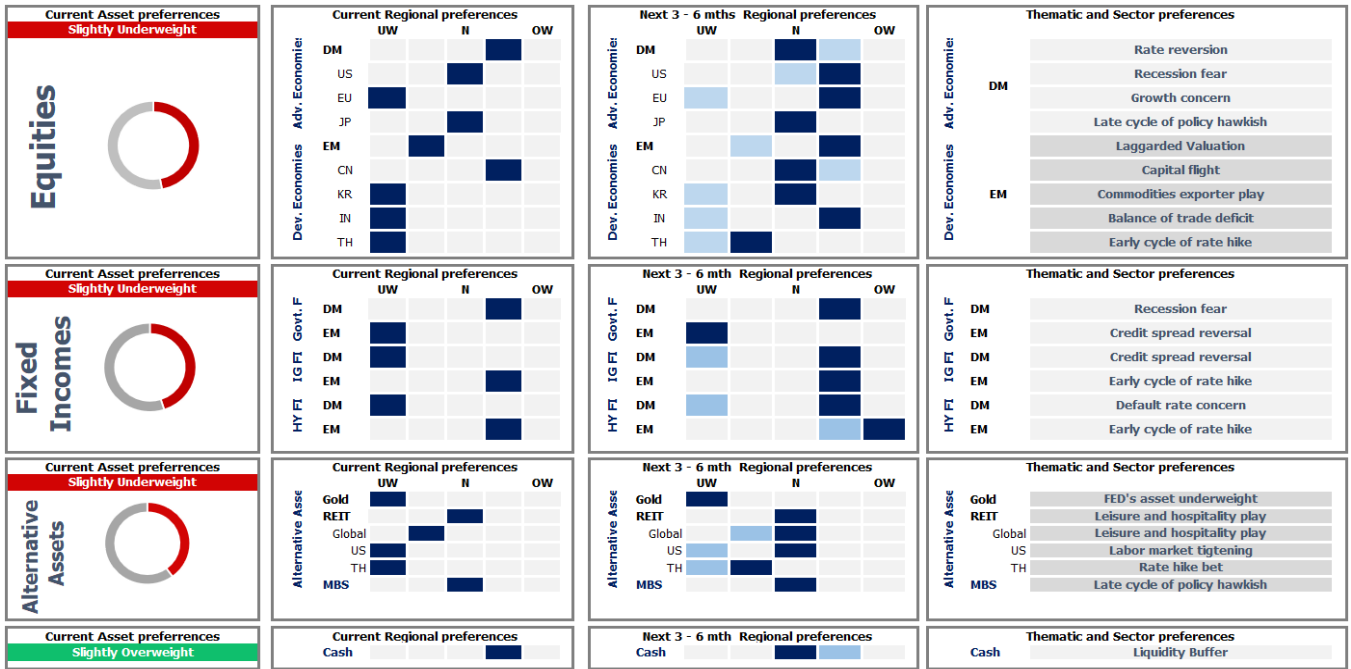 Current Asset preferrences
Slightly Underweight
Equities
Current Regional preferences
UW N OW
Adv. Economies
Dev. Economies
DM
US
EU
JP
EM
CN
KR
IN
TH
Next 3 - 6 mths Regional preferences
UW N OW
Adv. Economies
Dev. Economies
DM
US
EU
JP
EM
CN
KR
IN
TH
Thematic and Sector preferences
Adv. Economies
Dev. Economies
DM
Rate reversion
Recession fear
Growth concern
Late cycle of policy hawkish
EM
Laggarded Valuation
Capital flight
Commodities exporter play
Balance of trade deficit
Early cycle of rate hike
Current Asset preferrences
Slightly Underweight
Fixed
Incomes
Current Regional preferences
UW N OW
Govt. F
IG FI
HY FI
DM
EM
DM
EM
DM
EM
Next 3 - 6 mth Regional preferences
UW N OW
Govt. F
IG FI
HY FI
DM
EM
DM
EM
DM
EM
Thematic and Sector preferences
Govt. F
IG FI
HY FI
DM Recession fear
EM Credit spread reversal
DM Credit spread reversal
EM Early cycle of rate hike
DM Default rate concern
EM Early cycle of rate hike
Current Asset preferrences
Slightly Underweight
Alternative
Assets
Current Regional preferences
UW N OW
Alternative Asse
Gold
REIT
Global
US
TH
MBS
Next 3 - 6 mth Regional preferences
UW N OW
Alternative Asse
Gold
REIT
Global
US
TH
MBS
Thematic and Sector preferences
Alternative Asse
Gold FED's asset underweight
REIT Leisure and hospitality play
Global Leisure and hospitality play
US Labor market tigtening
TH Rate hike bet
MBS Late cycle of policy hawkish
Current Asset preferrences
Slightly Overweight
Current Regional preferences
Cash
Next 3 - 6 mth Regional preferences
Cash
Thematic and Sector preferences
Cash Liquidity Buffer